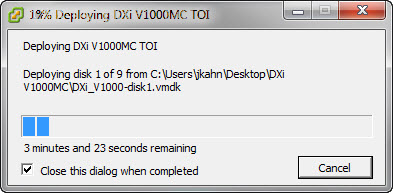 19% Deploying DXi V1000MC TOI
Deploying DXi V1000MC TOI
Deploying disk 1 of 9 from C:\Users\jkahn\Desktop\DXi
V1000MC\DXi_V1000-disk1.vmdk
3 minutes and 23 seconds remaining
Close this dialog when completed
Cancel